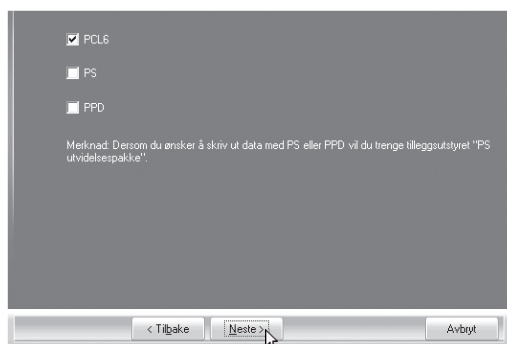 PCL6
PS
PPD
Merknad: Dersom du ønsker å skriv ut data med PS eller PPD vil du trenge tilleggsutstyret "PS
utvidelsespakke".
< Tilbake Neste > Avbryt